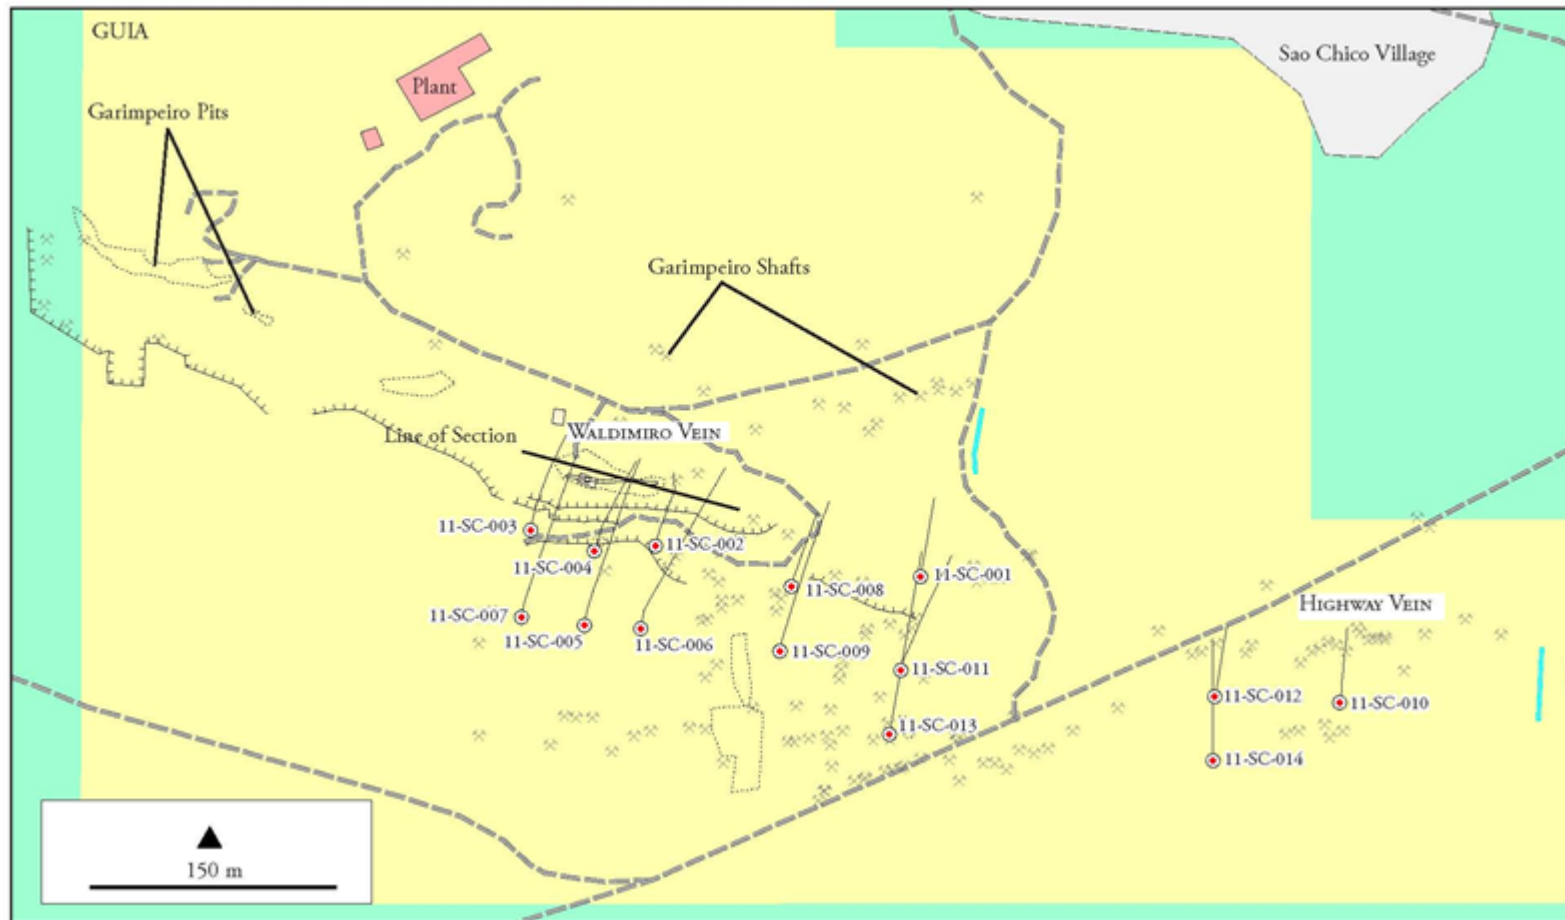 GUIA
Sao Chico Village
Plant
Garimpeiro Pits
Garimpeiro Shafts
Line of Section
WALDIMIRO VEIN
11-SC-003
11-SC-002
11-SC-004
11-SC-001
11-SC-008
HIGHWAY VEIN
11-SC-007
11-SC-005
11-SC-006
11-SC-009
11-SC-011
11-SC-012
11-SC-010
11-SC-013
11-SC-014
150 m